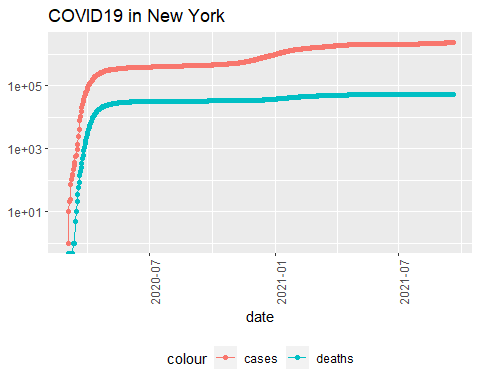 COVID19 in New York
1e+05
1e+03
1e+01
2020-07
2021-01
2021-07
date
colour cases deaths